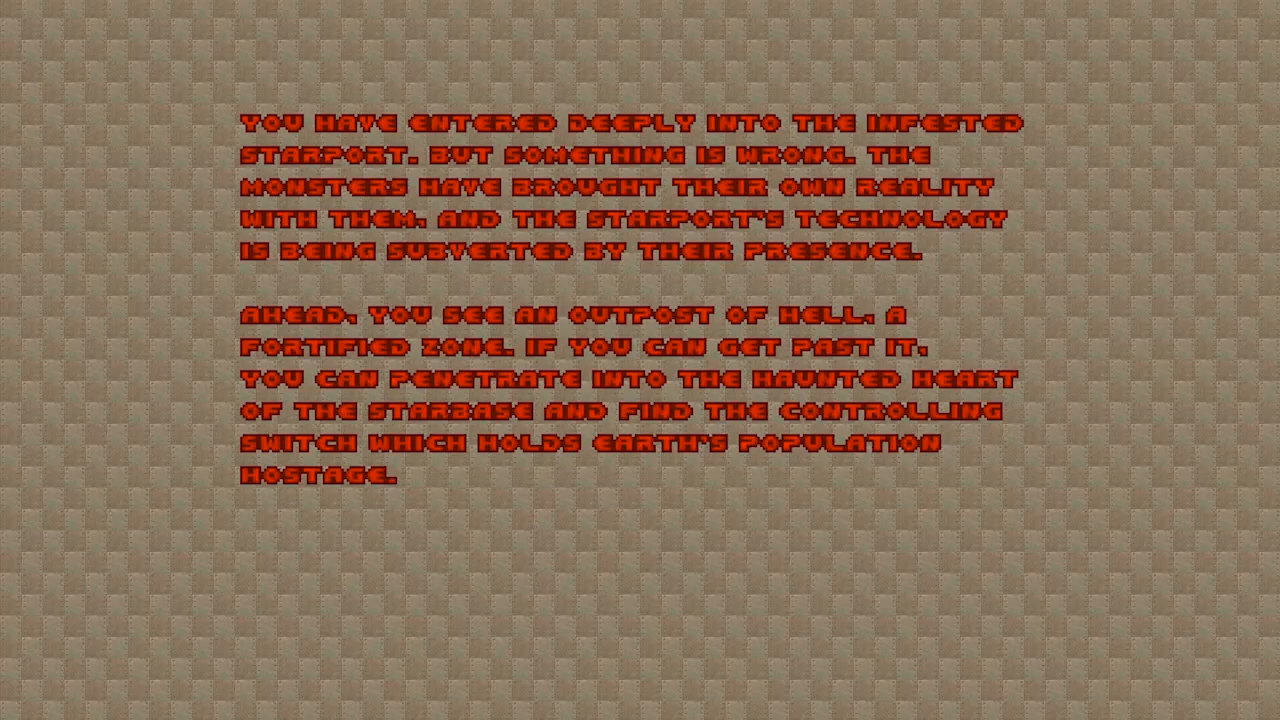 YOU HAVE ENTERED DEEPLY INTO THE INFESTED
STARPORT. BUT SOMETHING IS WRONG. THE
MONSTERS HAVE BROUGHT THEIR OWN REALITY
WITH THEM, AND THE STARPORT'S TECHNOLOGY
IS BEING SUBVERTED BY THEIR PRESENCE.

AHEAD, YOU SEE AN OUTPOST OF HELL, A
FORTIFIED ZONE. IF YOU CAN GET PAST IT,
YOU CAN PENETRATE INTO THE HAUNTED HEART
OF THE STARBASE AND FIND THE CONTROLLING
SWITCH WHICH HOLDS EARTH'S POPULATION
HOSTAGE.